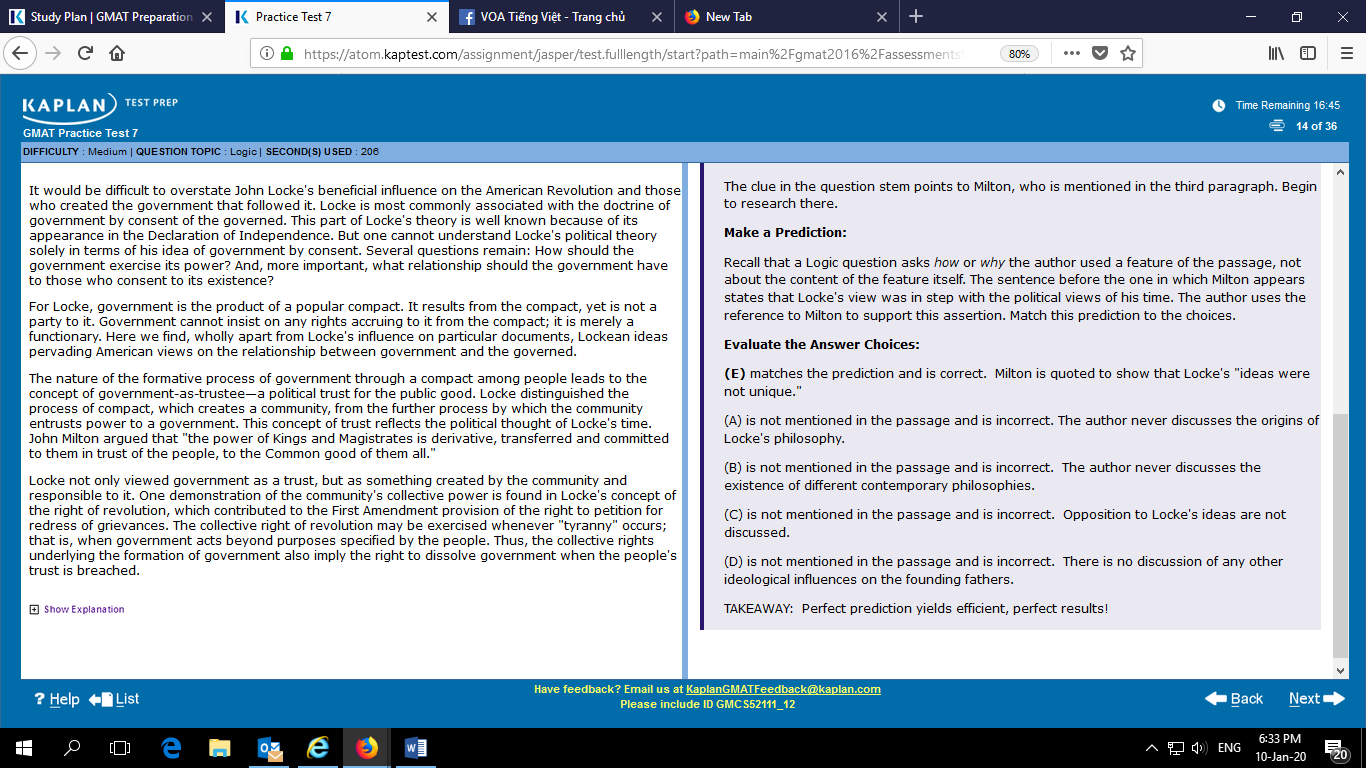 Study Plan | GMAT Preparation
Practice Test 7
VOA Tiếng Việt - Trang chủ
New Tab
https://atom.kaptest.com/assignment/jasper/test.fulllength/start?path=main%2Fgmat2016%2Fassessments
80%
KAPLAN TEST PREP
GMAT Practice Test 7
Time Remaining 16:45
14 of 36
DIFFICULTY : Medium | QUESTION TOPIC : Logic | SECOND(S) USED : 206
It would be difficult to overstate John Locke's beneficial influence on the American Revolution and those
who created the government that followed it. Locke is most commonly associated with the doctrine of
government by consent of the governed. This part of Locke's theory is well known because of its
appearance in the Declaration of Independence. But one cannot understand Locke's political theory
solely in terms of his idea of government by consent. Several questions remain: How should the
government exercise its power? And, more important, what relationship should the government have
to those who consent to its existence?
For Locke, government is the product of a popular compact. It results from the compact, yet is not a
party to it. Government cannot insist on any rights accruing to it from the compact; it is merely a
functionary. Here we find, wholly apart from Locke's influence on particular documents, Lockean ideas
pervading American views on the relationship between government and the governed.
The nature of the formative process of government through a compact among people leads to the
concept of government-as-trustee—a political trust for the public good. Locke distinguished the
process of compact, which creates a community, from the further process by which the community
entrusts power to a government. This concept of trust reflects the political thought of Locke's time.
John Milton argued that "the power of Kings and Magistrates is derivative, transferred and committed
to them in trust of the people, to the Common good of them all."
Locke not only viewed government as a trust, but as something created by the community and
responsible to it. One demonstration of the community's collective power is found in Locke's concept of
the right of revolution, which contributed to the First Amendment provision of the right to petition for
redress of grievances. The collective right of revolution may be exercised whenever "tyranny" occurs;
that is, when government acts beyond purposes specified by the people. Thus, the collective rights
underlying the formation of government also imply the right to dissolve government when the people's
trust is breached.
Show Explanation
The clue in the question stem points to Milton, who is mentioned in the third paragraph. Begin
to research there.
Make a Prediction:
Recall that a Logic question asks how or why the author used a feature of the passage, not
about the content of the feature itself. The sentence before the one in which Milton appears
states that Locke's view was in step with the political views of his time. The author uses the
reference to Milton to support this assertion. Match this prediction to the choices.
Evaluate the Answer Choices:
(E) matches the prediction and is correct. Milton is quoted to show that Locke's "ideas were
not unique."
(A) is not mentioned in the passage and is incorrect. The author never discusses the origins of
Locke's philosophy.
(B) is not mentioned in the passage and is incorrect. The author never discusses the
existence of different contemporary philosophies.
(C) is not mentioned in the passage and is incorrect. Opposition to Locke's ideas are not
discussed.
(D) is not mentioned in the passage and is incorrect. There is no discussion of any other
ideological influences on the founding fathers.
TAKEAWAY: Perfect prediction yields efficient, perfect results!
? Help
List
Have feedback? Email us at KaplanGMATFeedback@kaplan.com
Please include ID GMCS52111_12
Back
Next
ENG
6:33 PM
10-Jan-20
20